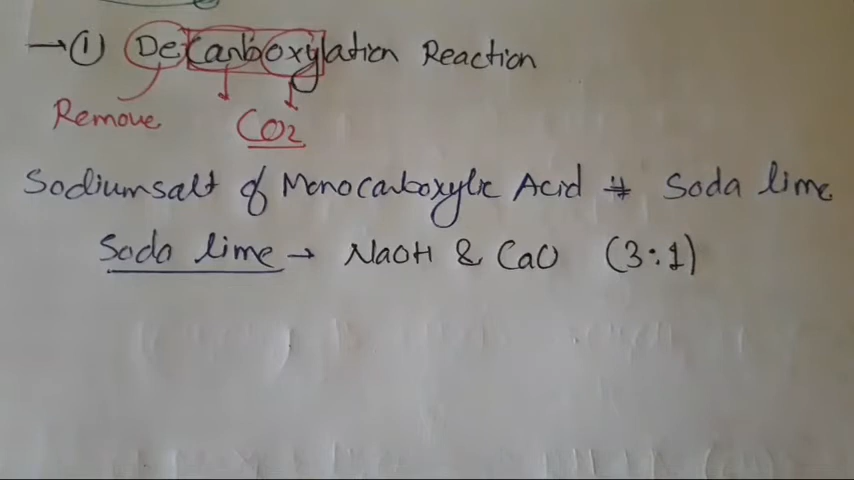 → ① Decarboxylation Reaction
Remove CO2
Sodiumsalt of Monocarboxylic Acid + Soda lime
Soda lime → NaOH & CaO (3:1)